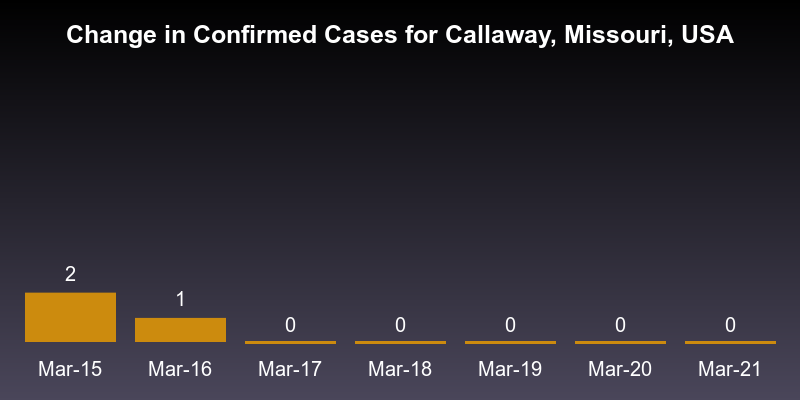 Change in Confirmed Cases for Callaway, Missouri, USA
2
1
0
0
0
0
0
Mar-15
Mar-16
Mar-17
Mar-18
Mar-19
Mar-20
Mar-21